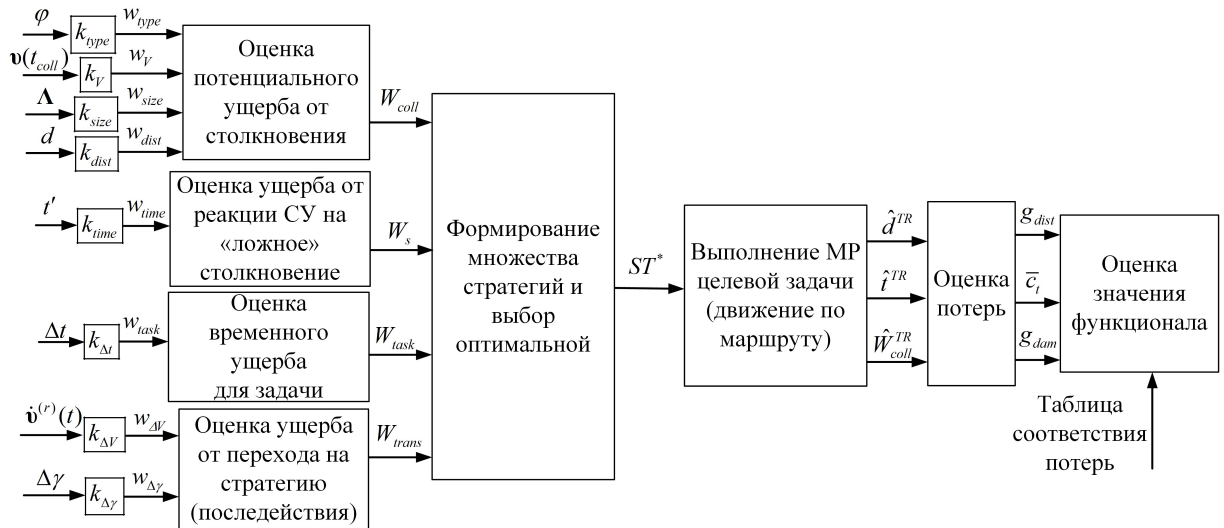 φ
k_type
w_type
υ(t_coll)
k_V
w_V
Λ
k_size
w_size
d
k_dist
w_dist
Оценка
потенциального
ущерба от
столкновения
W_coll
t′
k_time
w_time
Оценка ущерба от
реакции СУ на
«ложное»
столкновение
W_s
Δt
k_Δt
w_task
Оценка
временного
ущерба
для задачи
W_task
υ̇^(r)(t)
k_ΔV
w_ΔV
Δγ
k_Δγ
w_Δγ
Оценка ущерба
от перехода на
стратегию
(последействия)
W_trans
Формирование
множества
стратегий и
выбор
оптимальной
ST^*
Выполнение МР
целевой задачи
(движение по
маршруту)
d̂^TR
t̂^TR
Ŵ_coll^TR
Оценка
потерь
g_dist
c̅_t
g_dam
Оценка
значения
функционала
Таблица
соответствия
потерь